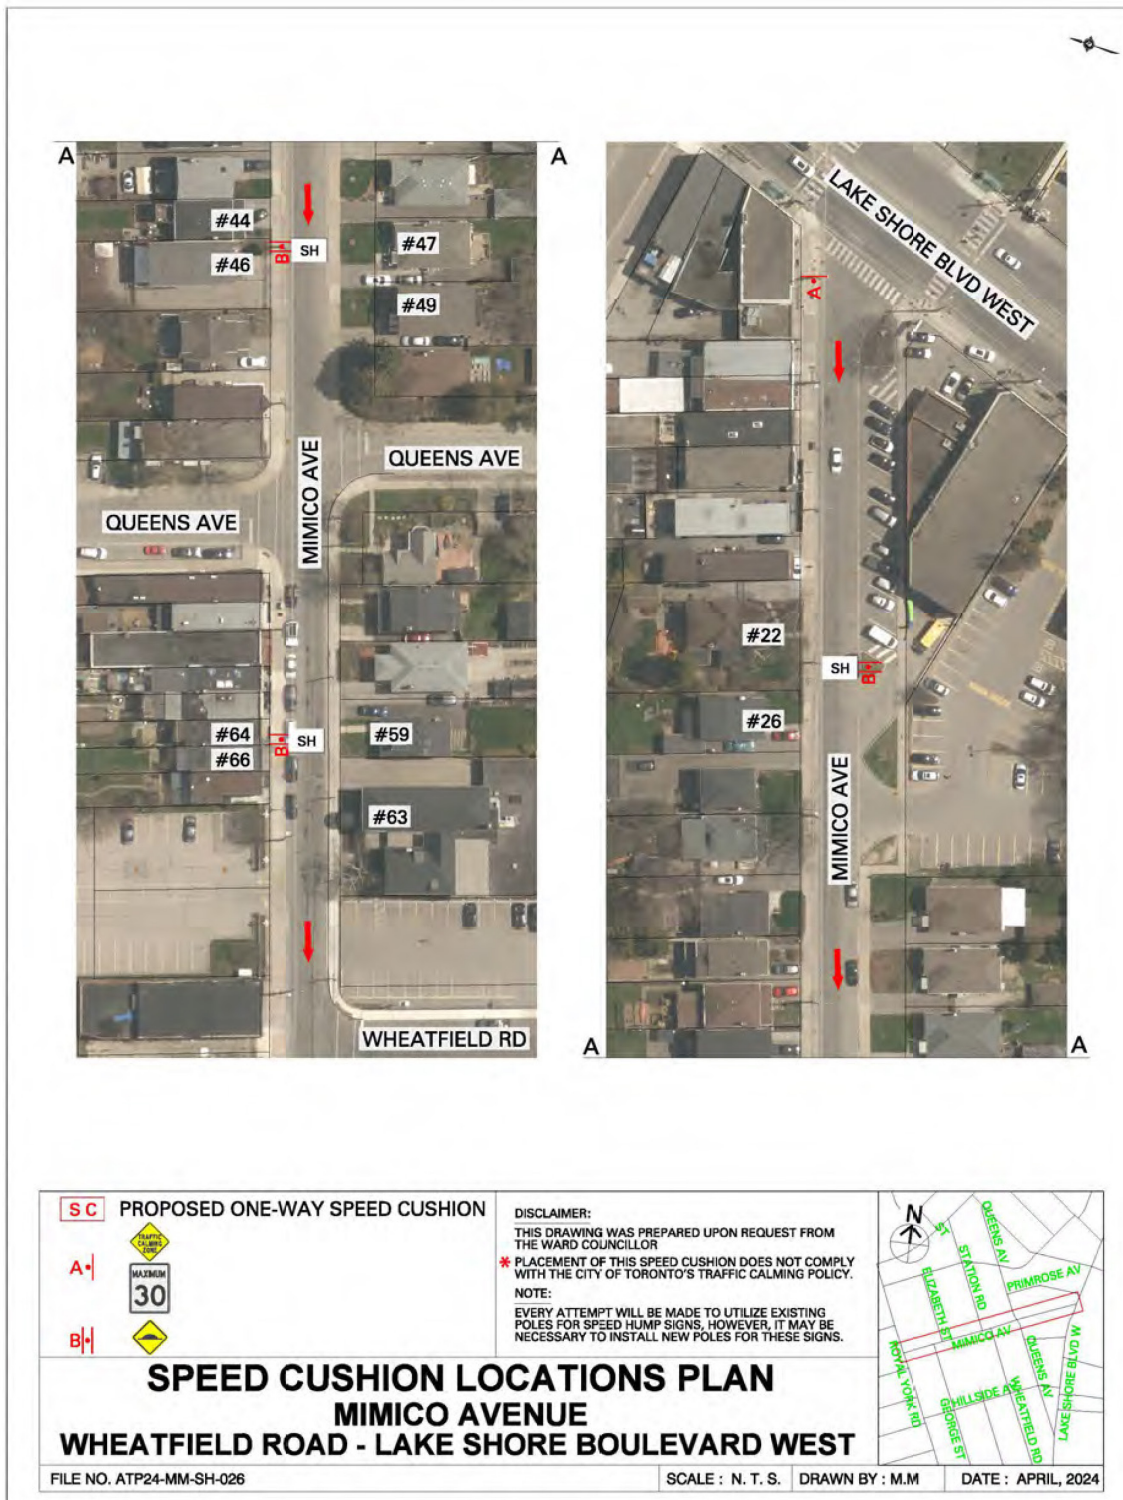 A
A
#44
SH
#47
#46
B
#49
QUEENS AVE
MIMICO AVE
QUEENS AVE
#64
SH
#59
B
#66
#63
WHEATFIELD RD
LAKE SHORE BLVD WEST
A
#22
SH
B
#26
MIMICO AVE
A
A
S C PROPOSED ONE-WAY SPEED CUSHION
TRAFFIC
CALMING
ZONE
A
MAXIMUM
30
B
DISCLAIMER:
THIS DRAWING WAS PREPARED UPON REQUEST FROM
THE WARD COUNCILLOR
* PLACEMENT OF THIS SPEED CUSHION DOES NOT COMPLY
WITH THE CITY OF TORONTO'S TRAFFIC CALMING POLICY.
NOTE:
EVERY ATTEMPT WILL BE MADE TO UTILIZE EXISTING
POLES FOR SPEED HUMP SIGNS, HOWEVER, IT MAY BE
NECESSARY TO INSTALL NEW POLES FOR THESE SIGNS.
N
ST
STATION RD
QUEENS AV
PRIMROSE AV
ELIZABETH ST
MIMICO AV
ROYAL YORK RD
GEORGE ST
HILLSIDE AV
WHEATFIELD RD
QUEENS AV
LAKE SHORE BLVD W
SPEED CUSHION LOCATIONS PLAN
MIMICO AVENUE
WHEATFIELD ROAD - LAKE SHORE BOULEVARD WEST
FILE NO. ATP24-MM-SH-026
SCALE : N. T. S.
DRAWN BY : M.M
DATE : APRIL, 2024